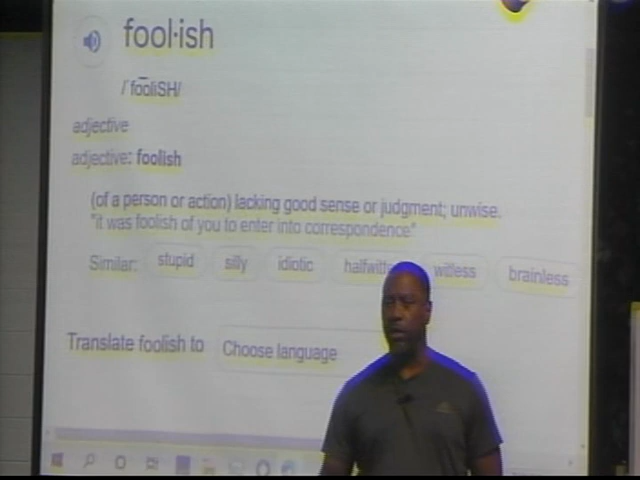 fool·ish
/ˈfo͞oliSH/
adjective
adjective: foolish
(of a person or action) lacking good sense or judgment; unwise.
"it was foolish of you to enter into correspondence"
Similar: stupid silly idiotic witless brainless
Translate foolish to Choose language